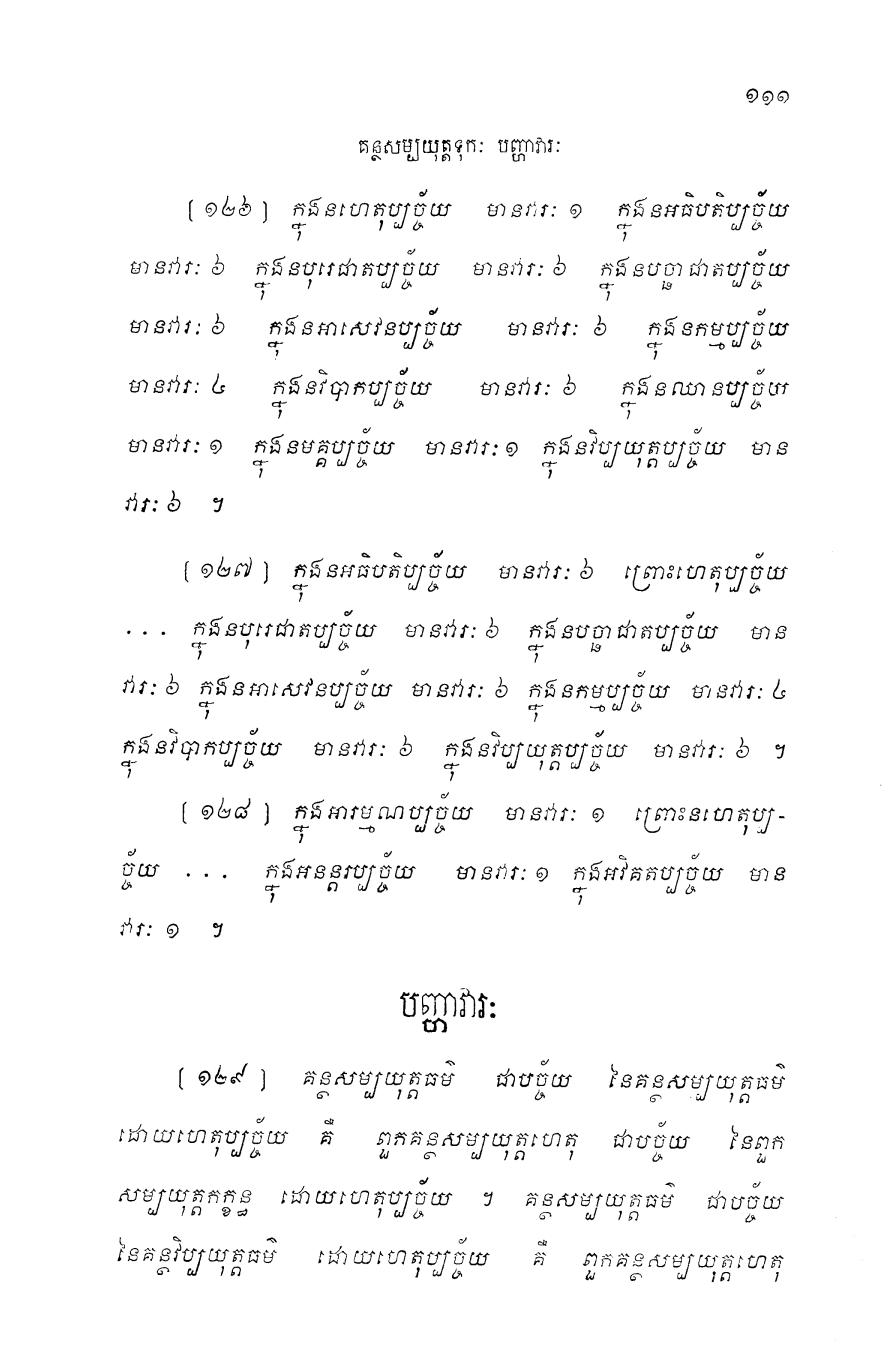 ១១១
គន្ថសម្បយុត្តទុកៈ បញ្ហាវារៈ
[ ១២៦ ] ក្នុងនហេតុប្បច្ច័យ មានវារៈ ១ ក្នុងនអធិបតិប្បច្ច័យ
មានវារៈ ៦ ក្នុងនបុរេជាតប្បច្ច័យ មានវារៈ ៦ ក្នុងនបច្ឆាជាតប្បច្ច័យ
មានវារៈ ៦ ក្នុងនអាសេវនប្បច្ច័យ មានវារៈ ៦ ក្នុងនកម្មប្បច្ច័យ
មានវារៈ ៤ ក្នុងនវិបាកប្បច្ច័យ មានវារៈ ៦ ក្នុងនឈានប្បច្ច័យ
មានវារៈ ១ ក្នុងនមគ្គប្បច្ច័យ មានវារៈ ១ ក្នុងនវិប្បយុត្តប្បច្ច័យ មាន
វារៈ ៦ ។
[ ១២៧ ] ក្នុងនអធិបតិប្បច្ច័យ មានវារៈ ៦ ព្រោះហេតុប្បច្ច័យ
... ក្នុងនបុរេជាតប្បច្ច័យ មានវារៈ ៦ ក្នុងនបច្ឆាជាតប្បច្ច័យ មាន
វារៈ ៦ ក្នុងនអាសេវនប្បច្ច័យ មានវារៈ ៦ ក្នុងនកម្មប្បច្ច័យ មានវារៈ ៤
ក្នុងនវិបាកប្បច្ច័យ មានវារៈ ៦ ក្នុងនវិប្បយុត្តប្បច្ច័យ មានវារៈ ៦ ។
[ ១២៨ ] ក្នុងអារម្មណប្បច្ច័យ មានវារៈ ១ ព្រោះនហេតុប្ប-
ច្ច័យ ... ក្នុងអនន្តរប្បច្ច័យ មានវារៈ ១ ក្នុងអវិគតប្បច្ច័យ មាន
វារៈ ១ ។
បញ្ហាវារៈ
[ ១២៩ ] គន្ថសម្បយុត្តធម៌ ជាបច្ច័យ នៃគន្ថសម្បយុត្តធម៌
ដោយហេតុប្បច្ច័យ គឺ ពួកគន្ថសម្បយុត្តហេតុ ជាបច្ច័យ នៃពួក
សម្បយុត្តកក្ខន្ធ ដោយហេតុប្បច្ច័យ ។ គន្ថសម្បយុត្តធម៌ ជាបច្ច័យ
នៃគន្ថវិប្បយុត្តធម៌ ដោយហេតុប្បច្ច័យ គឺ ពួកគន្ថសម្បយុត្តហេតុ